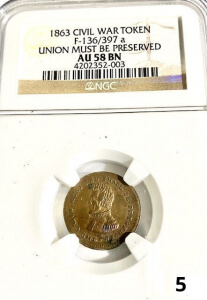 1863 CIVIL WAR TOKEN
F-136/397 a
UNION MUST BE PRESERVED
AU 58 BN
4202352-003
NGC
5